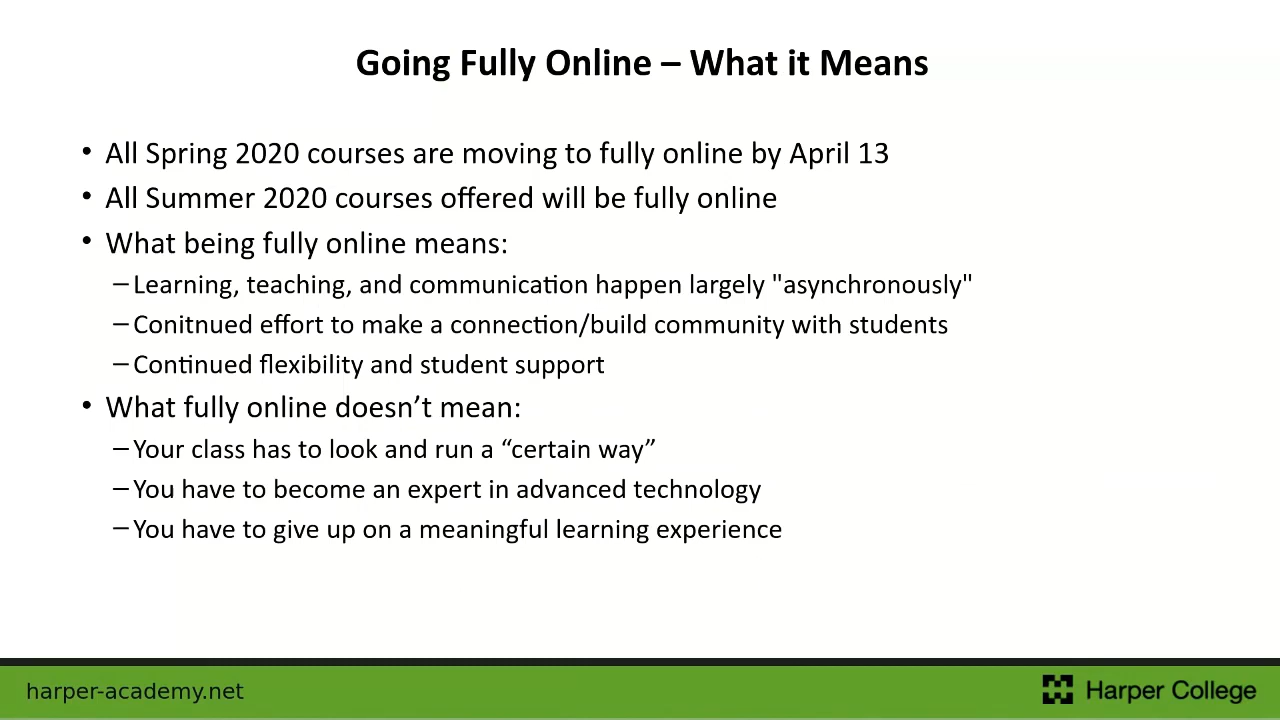 Going Fully Online – What it Means
• All Spring 2020 courses are moving to fully online by April 13
• All Summer 2020 courses offered will be fully online
• What being fully online means:
–Learning, teaching, and communication happen largely "asynchronously"
–Conitnued effort to make a connection/build community with students
–Continued flexibility and student support
• What fully online doesn’t mean:
–Your class has to look and run a “certain way”
–You have to become an expert in advanced technology
–You have to give up on a meaningful learning experience
harper-academy.net
Harper College